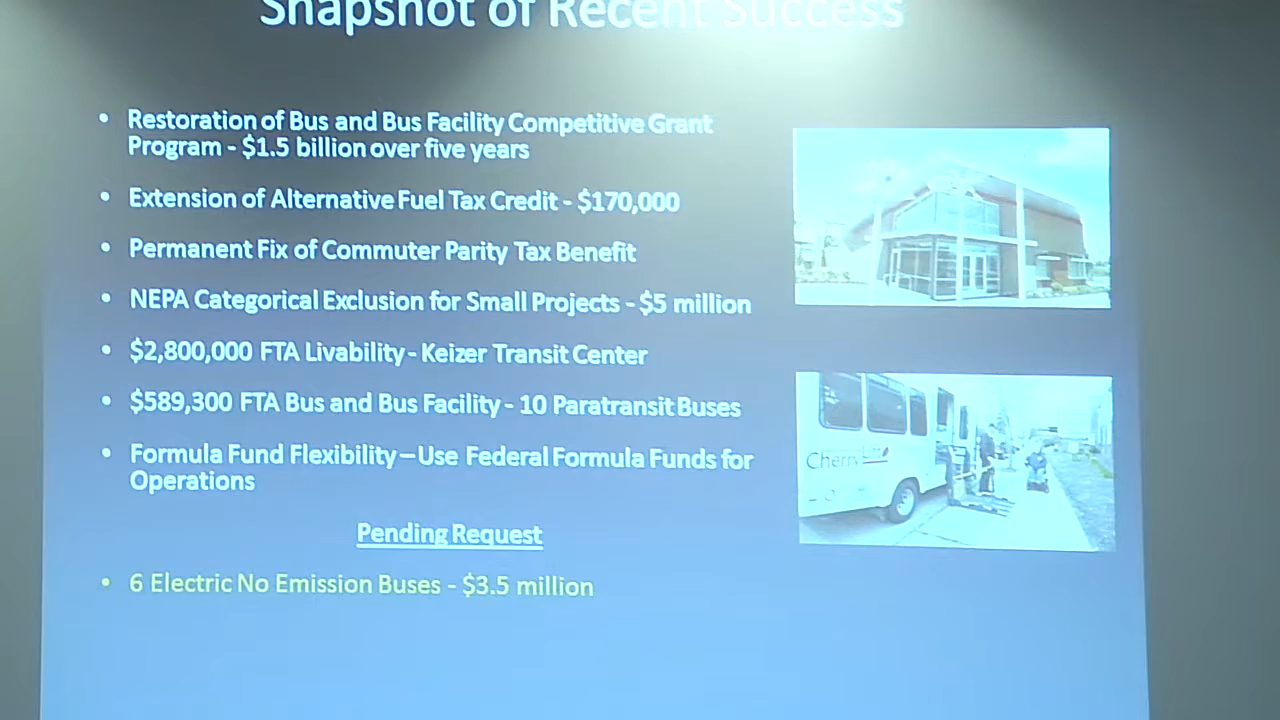 Snapshot of Recent Success
• Restoration of Bus and Bus Facility Competitive Grant
Program - $1.5 billion over five years
• Extension of Alternative Fuel Tax Credit - $170,000
• Permanent Fix of Commuter Parity Tax Benefit
• NEPA Categorical Exclusion for Small Projects - $5 million
• $2,800,000 FTA Livability - Keizer Transit Center
• $589,300 FTA Bus and Bus Facility - 10 Paratransit Buses
• Formula Fund Flexibility – Use Federal Formula Funds for
Operations
CherryLift
Pending Request
• 6 Electric No Emission Buses - $3.5 million